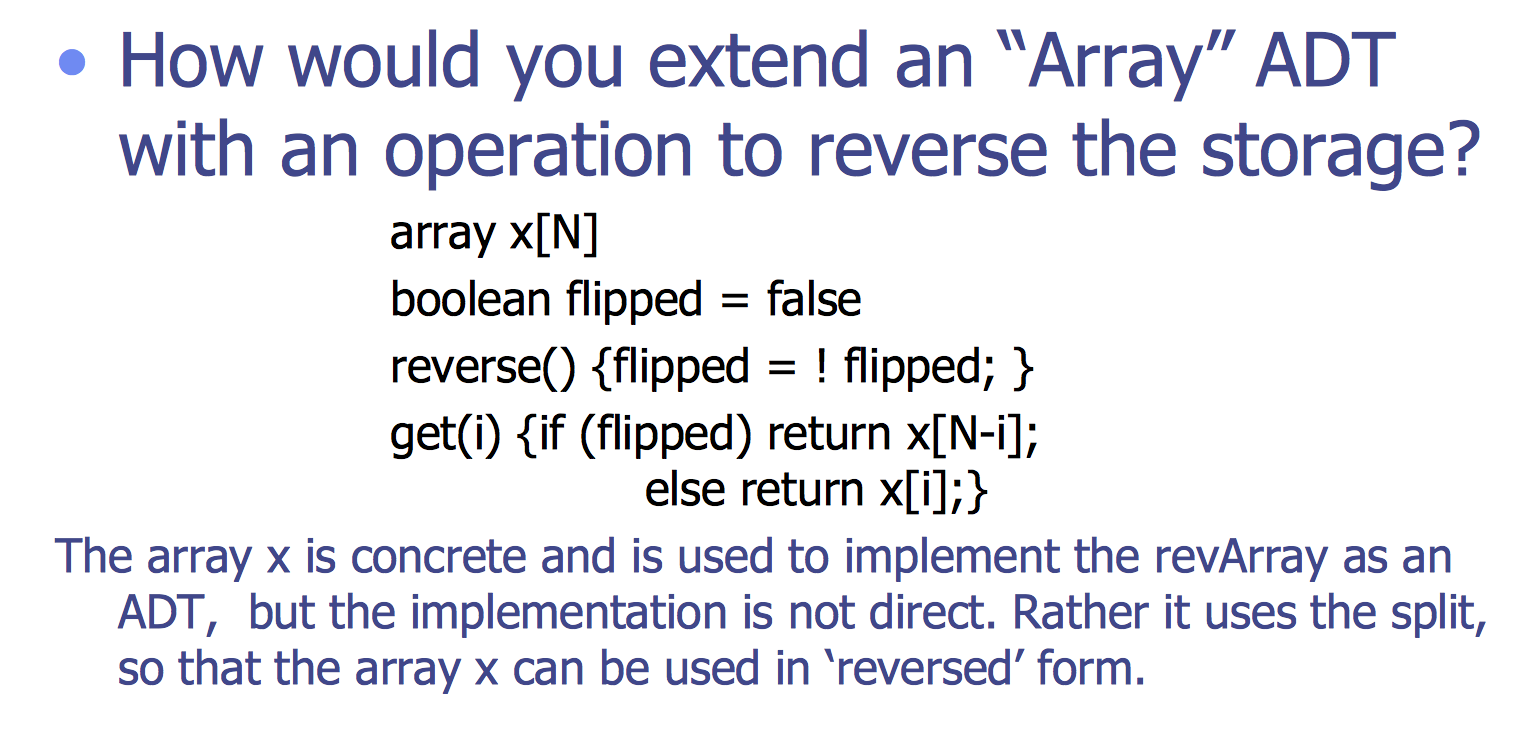 • How would you extend an “Array” ADT
with an operation to reverse the storage?
array x[N]
boolean flipped = false
reverse() {flipped = ! flipped; }
get(i) {if (flipped) return x[N-i];
else return x[i];}
The array x is concrete and is used to implement the revArray as an
ADT, but the implementation is not direct. Rather it uses the split,
so that the array x can be used in ‘reversed’ form.